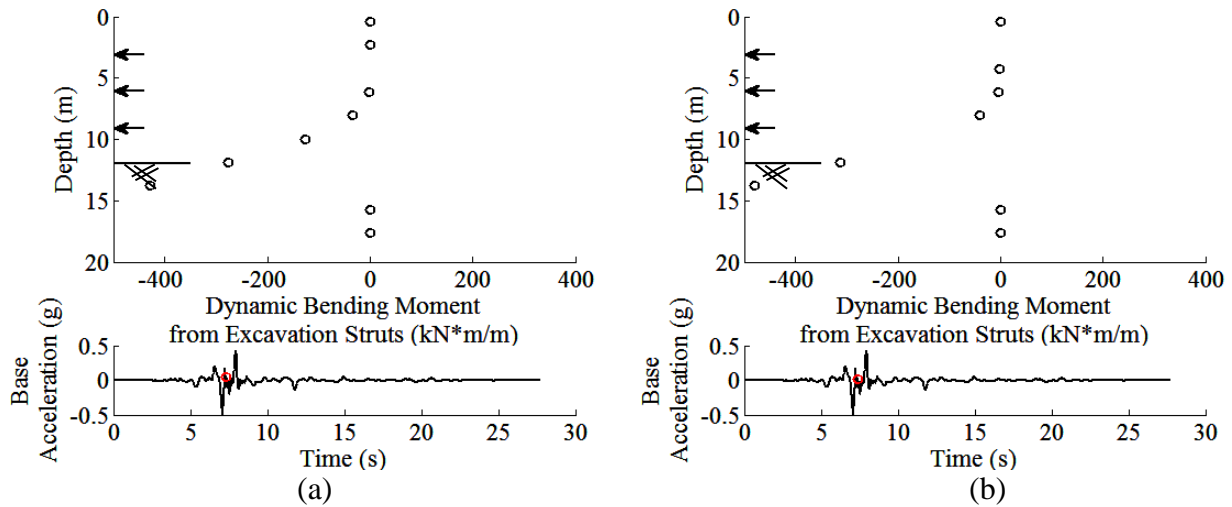 0
5
10
15
20
Depth (m)
-400 -200 0 200 400
Dynamic Bending Moment
from Excavation Struts (kN*m/m)
Base
Acceleration (g)
0.5
0
-0.5
0 5 10 15 20 25 30
Time (s)
(a)
0
5
10
15
20
Depth (m)
-400 -200 0 200 400
Dynamic Bending Moment
from Excavation Struts (kN*m/m)
Base
Acceleration (g)
0.5
0
-0.5
0 5 10 15 20 25 30
Time (s)
(b)